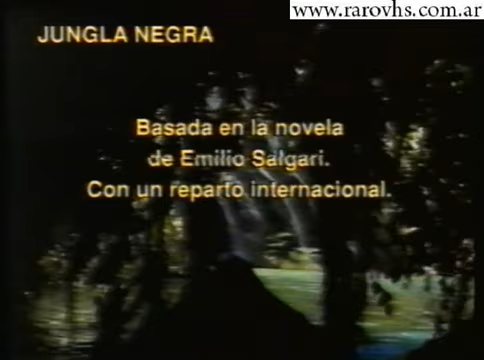 www.rarovhs.com.ar
JUNGLA NEGRA
Basada en la novela
de Emilio Salgari.
Con un reparto internacional.